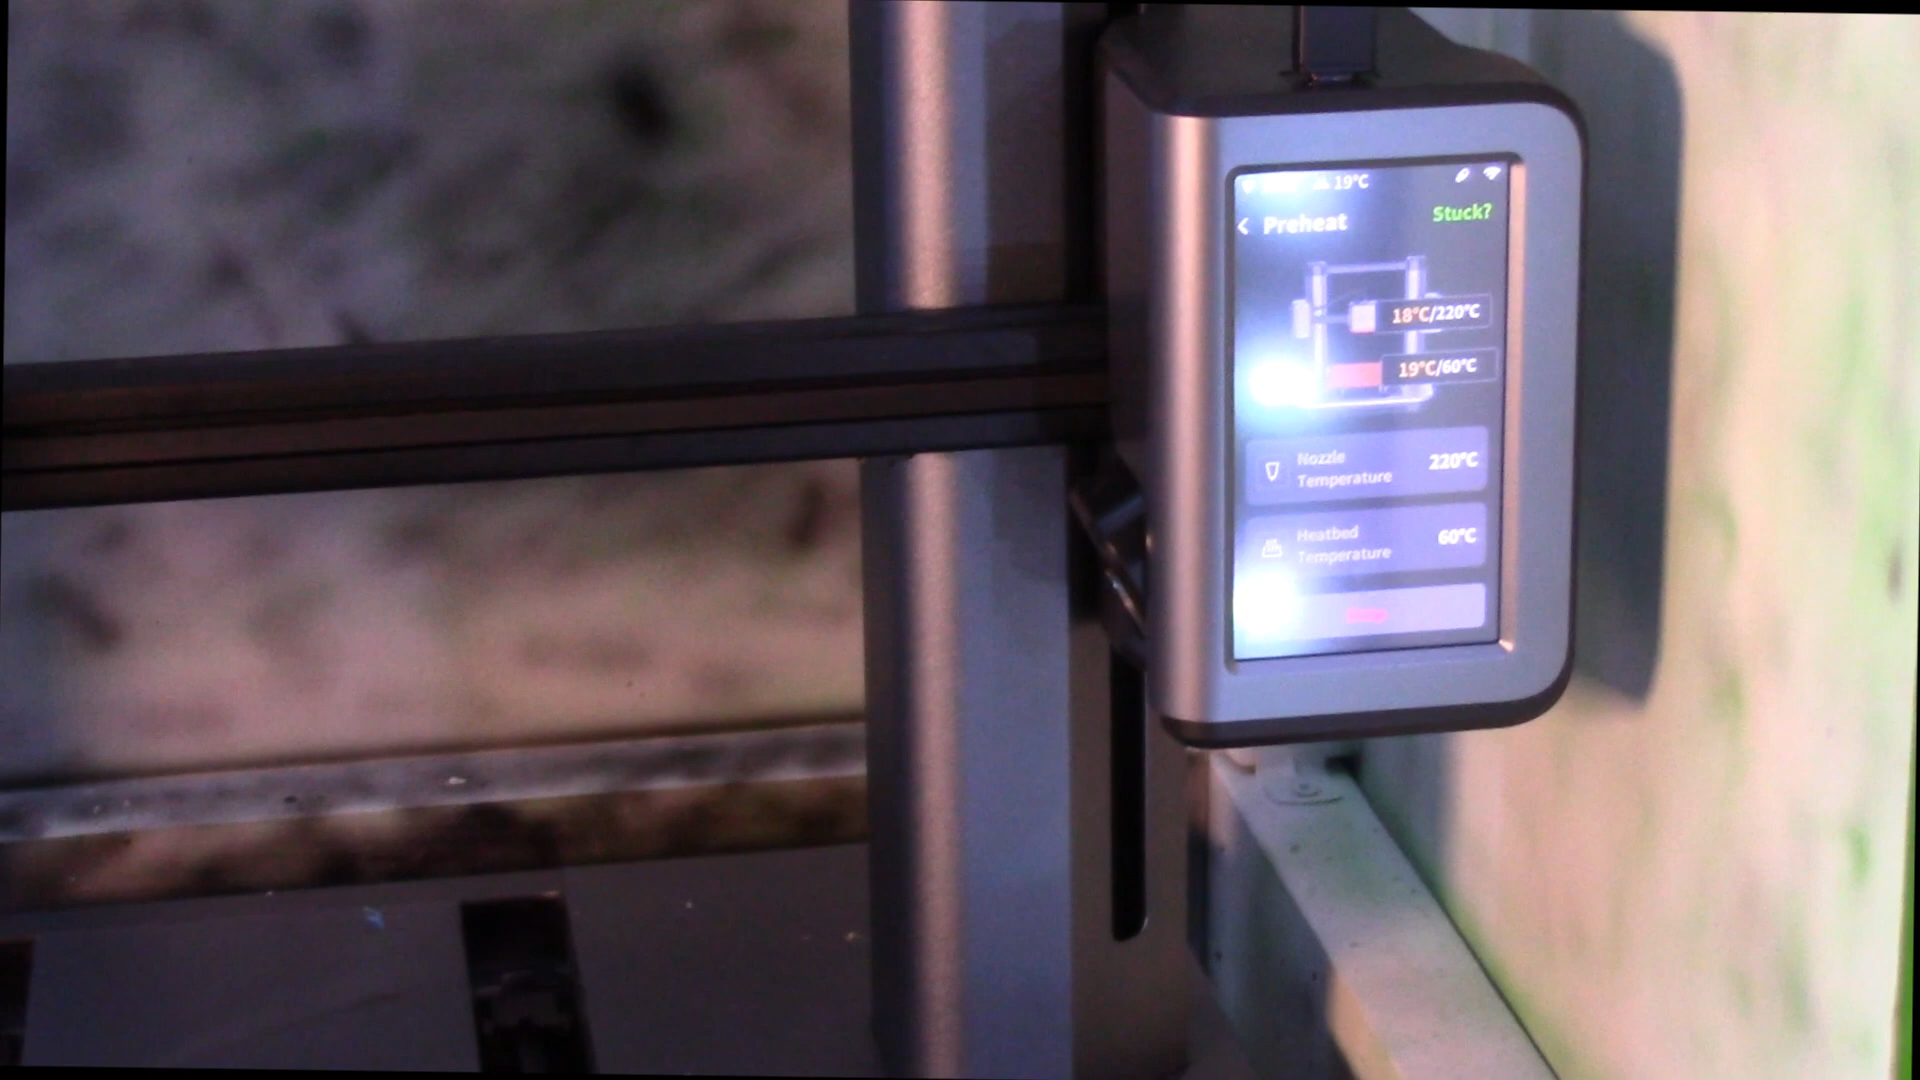 19°C
Preheat
Stuck?
18°C/220°C
19°C/60°C
Nozzle
Temperature
220°C
Heatbed
Temperature
60°C